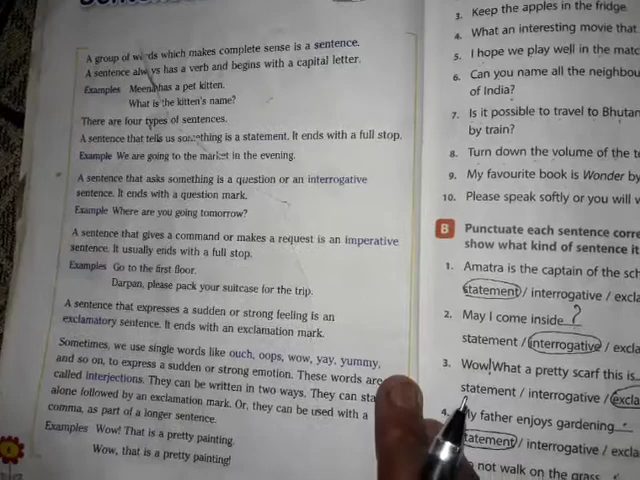 A group of words which makes complete sense is a sentence.
A sentence always has a verb and begins with a capital letter.
Examples Meena has a pet kitten.
What is the kitten's name?
There are four types of sentences.
A sentence that tells us something is a statement. It ends with a full stop.
Example We are going to the market in the evening.
A sentence that asks something is a question or an interrogative
sentence. It ends with a question mark.
Example Where are you going tomorrow?
A sentence that gives a command or makes a request is an imperative
sentence. It usually ends with a full stop.
Examples Go to the first floor.
Darpan, please pack your suitcase for the trip.
A sentence that expresses a sudden or strong feeling is an
exclamatory sentence. It ends with an exclamation mark.
Sometimes, we use single words like ouch, oops, wow, yay, yummy,
and so on, to express a sudden or strong emotion. These words are
called interjections. They can be written in two ways. They can sta
alone followed by an exclamation mark. Or, they can be used with a
comma, as part of a longer sentence.
Examples Wow! That is a pretty painting.
Wow, that is a pretty painting!
3. Keep the apples in the fridge.
4. What an interesting movie that
5. I hope we play well in the matc
6. Can you name all the neighbou
of India?
7. Is it possible to travel to Bhutan
by train?
8. Turn down the volume of the te
9. My favourite book is Wonder by
10. Please speak softly or you will w
B Punctuate each sentence corre
show what kind of sentence it
1. Amatra is the captain of the sch
statement / interrogative / excla
2. May I come inside ?
statement / interrogative / excla
3. Wow! What a pretty scarf this is
statement / interrogative / excla
4. My father enjoys gardening .
statement / interrogative / excla
not walk on the grass